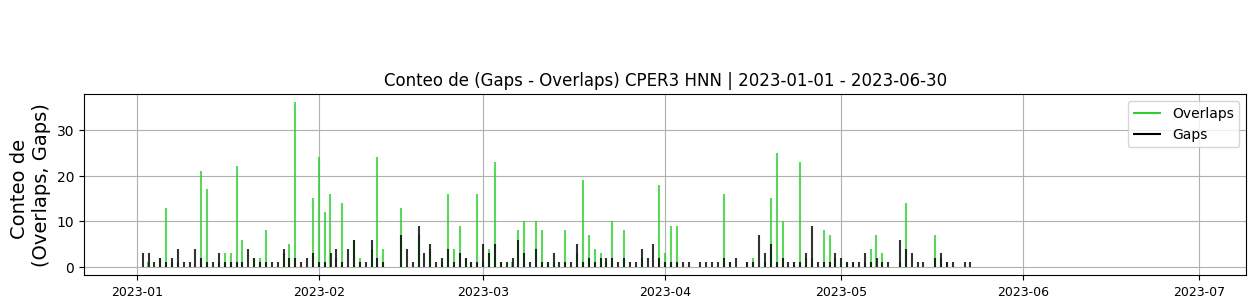 Conteo de (Gaps - Overlaps) CPER3 HNN | 2023-01-01 - 2023-06-30
Conteo de
(Overlaps, Gaps)
30
20
10
0
Overlaps
Gaps
2023-01
2023-02
2023-03
2023-04
2023-05
2023-06
2023-07